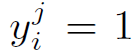 $y_i^j = 1$